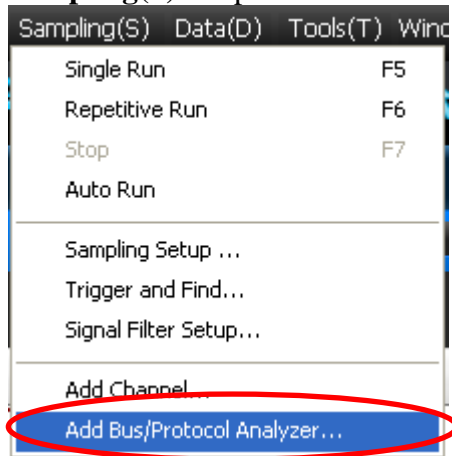 Sampling(S) Data(D) Tools(T)
Single Run F5
Repetitive Run F6
Stop F7
Auto Run
Sampling Setup ...
Trigger and Find...
Signal Filter Setup...
Add Channel...
Add Bus/Protocol Analyzer...